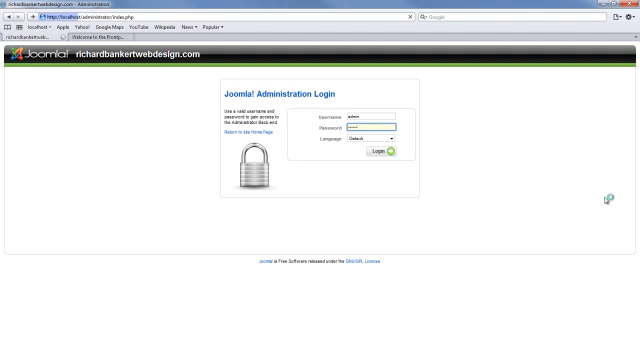 richardbankertwebdesign.com - Administration
http://localhost/administrator/index.php
Google
localhost Apple Yahoo! Google Maps YouTube Wikipedia News Popular
richardbankertweb... Welcome to the Frontp...
Joomla! richardbankertwebdesign.com
Joomla! Administration Login
Use a valid username and
password to gain access to
the Administrator Back-end.
Return to site Home Page
Username admin
Password •••••
Language Default
Login
Joomla! is Free Software released under the GNU/GPL License.